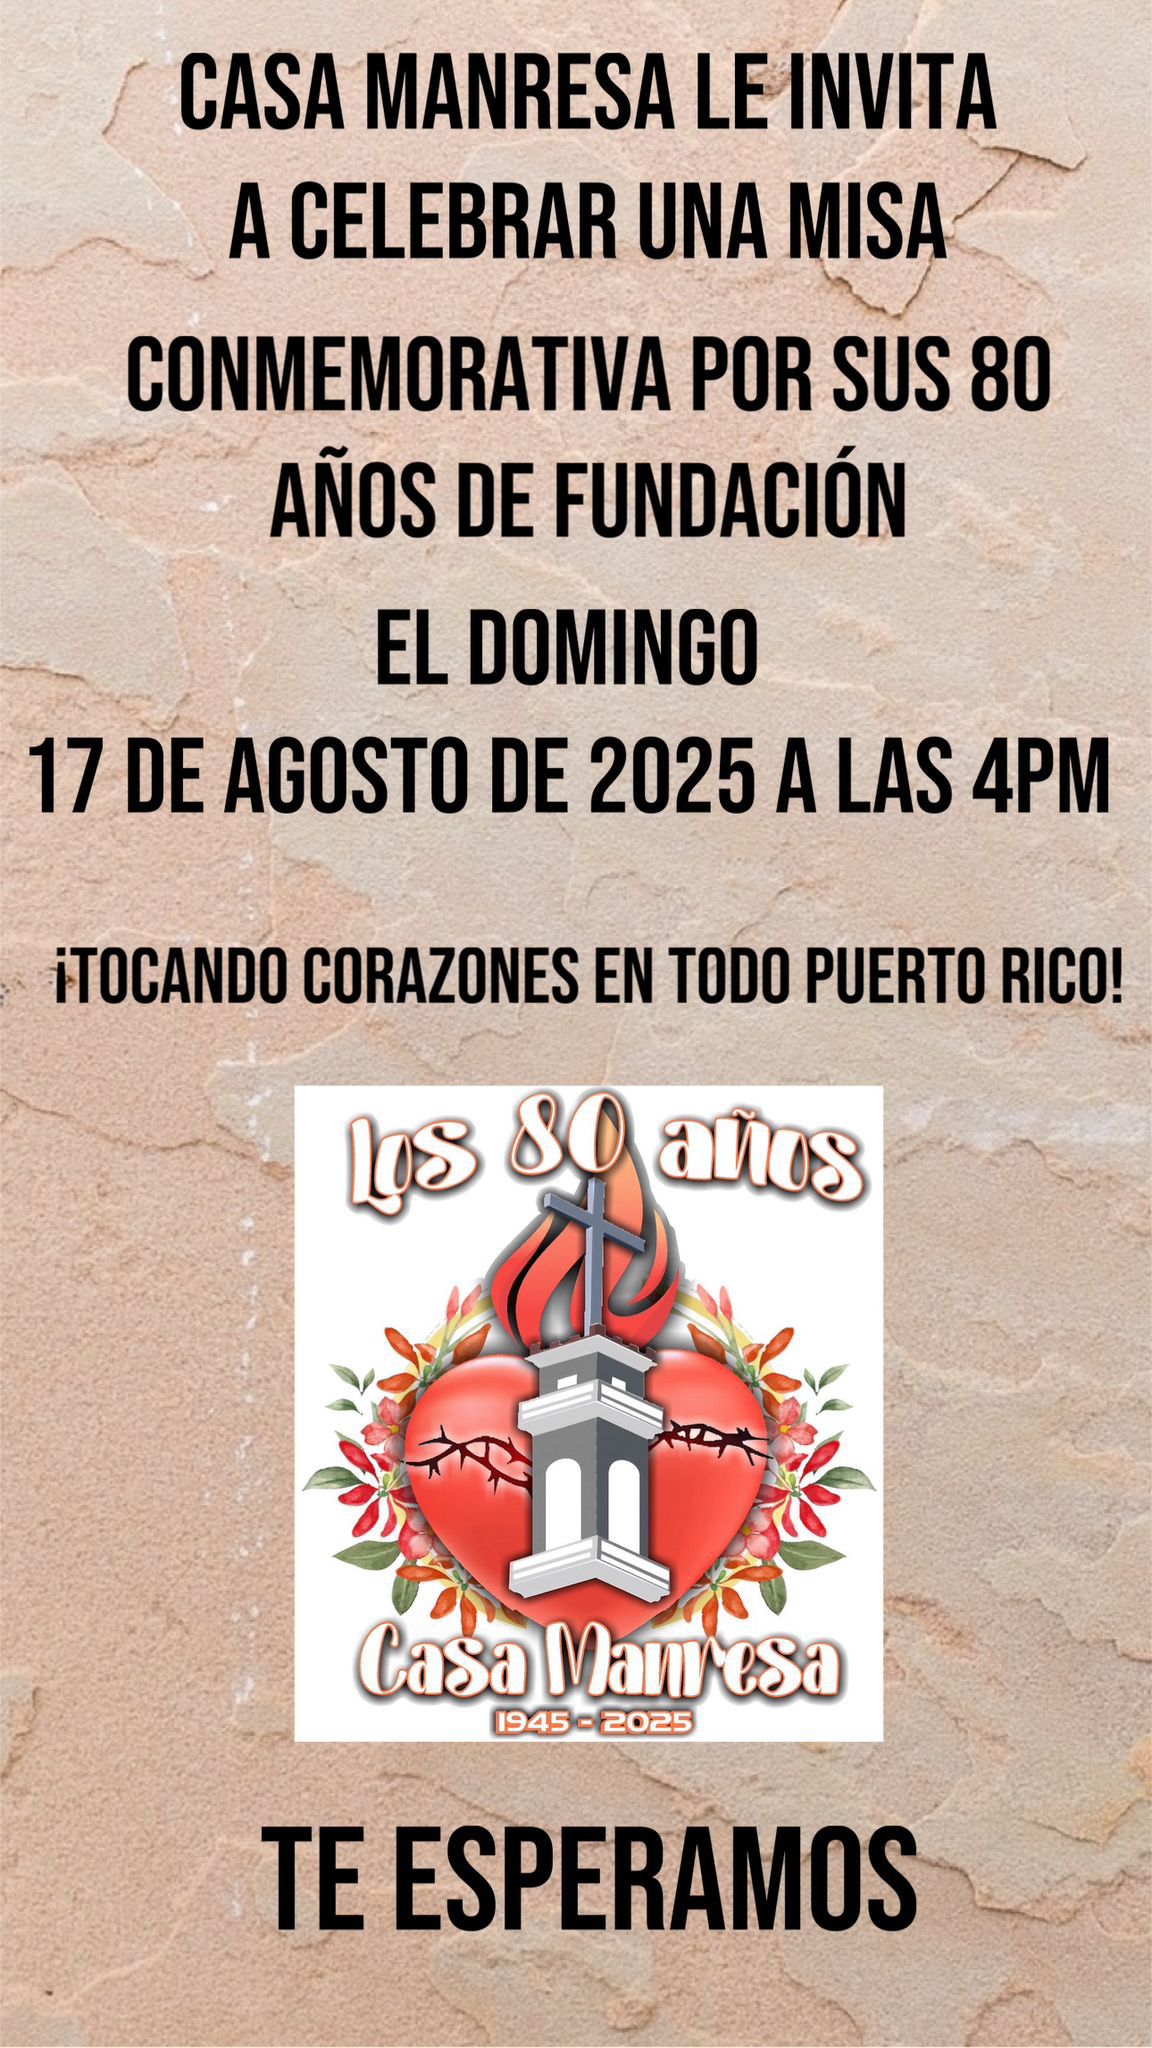 CASA MANRESA LE INVITA
A CELEBRAR UNA MISA
CONMEMORATIVA POR SUS 80
AÑOS DE FUNDACIÓN
EL DOMINGO
17 DE AGOSTO DE 2025 A LAS 4PM
¡TOCANDO CORAZONES EN TODO PUERTO RICO!
Los 80 años
Casa Manresa
1945 - 2025
TE ESPERAMOS